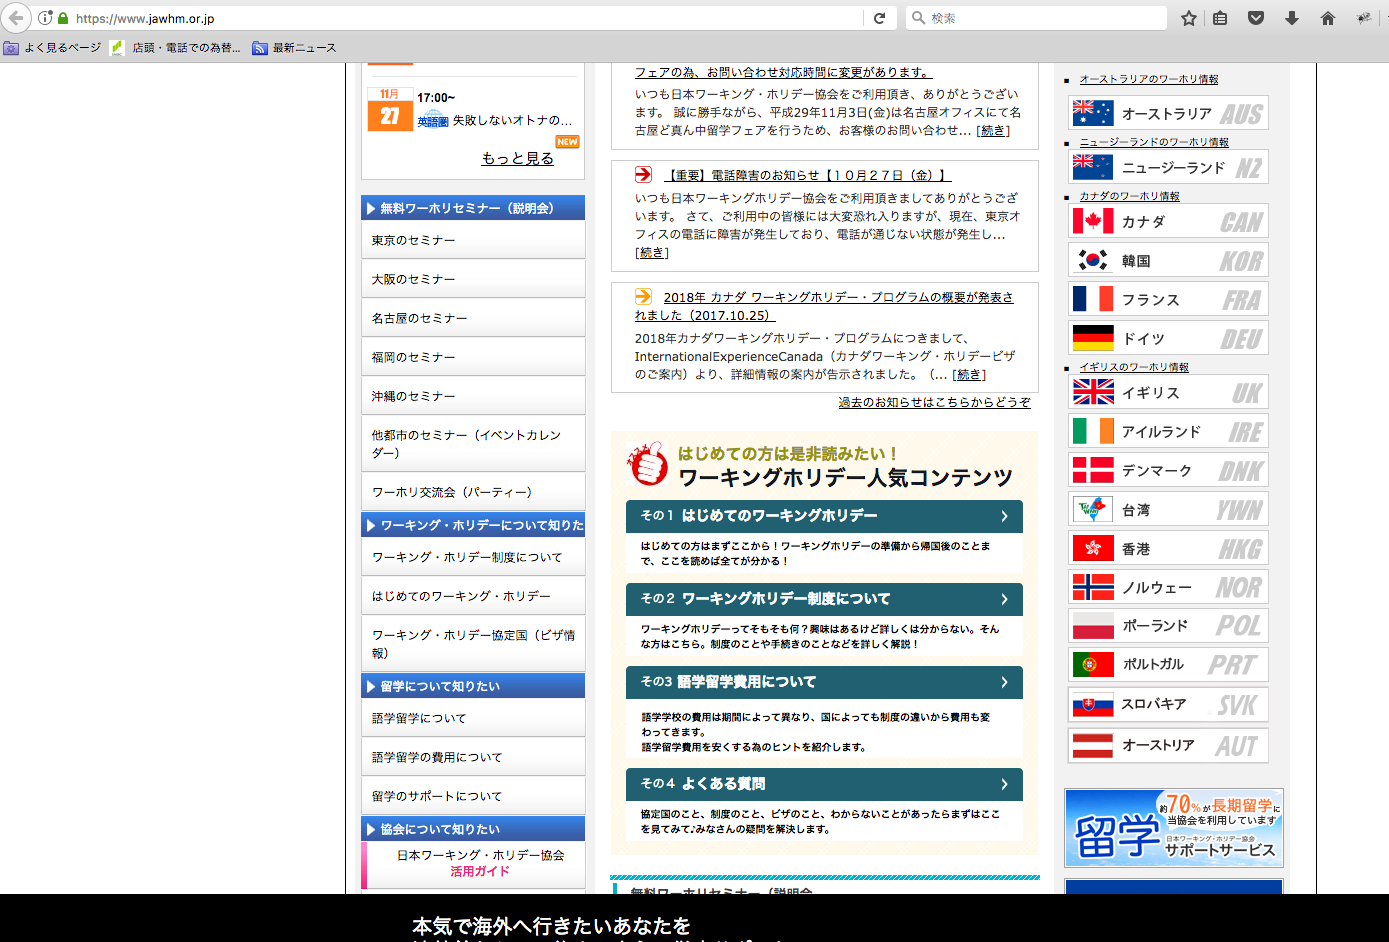 https://www.jawhm.or.jp
検索
よく見るページ
店頭・電話での為替...
最新ニュース
11月
27
17:00~
英語圏 失敗しないオトナの...
NEW
もっと見る
無料ワーホリセミナー（説明会）
東京のセミナー
大阪のセミナー
名古屋のセミナー
福岡のセミナー
沖縄のセミナー
他都市のセミナー（イベントカレン
ダー）
ワーホリ交流会（パーティー）
ワーキング・ホリデーについて知りた
ワーキング・ホリデー制度について
はじめてのワーキング・ホリデー
ワーキング・ホリデー協定国（ビザ情
報）
留学について知りたい
語学留学について
語学留学の費用について
留学のサポートについて
協会について知りたい
日本ワーキング・ホリデー協会
活用ガイド
フェアの為、お問い合わせ対応時間に変更があります。
いつも日本ワーキング・ホリデー協会をご利用頂き、ありがとうござい
ます。 誠に勝手ながら、平成29年11月3日(金)は名古屋オフィスにて名
古屋ど真ん中留学フェアを行うため、お客様のお問い合わせ... [続き]
【重要】電話障害のお知らせ【１０月２７日（金）】
いつも日本ワーキングホリデー協会をご利用頂きましてありがとうござ
います。 さて、ご利用中の皆様には大変恐れ入りますが、現在、東京オ
フィスの電話に障害が発生しており、電話が通じない状態が発生し...
[続き]
2018年 カナダ ワーキングホリデー・プログラムの概要が発表さ
れました（2017.10.25）
2018年カナダワーキングホリデー・プログラムにつきまして、
InternationalExperienceCanada（カナダワーキング・ホリデービザ
のご案内）より、詳細情報の案内が告示されました。（... [続き]
過去のお知らせはこちらからどうぞ
オススメ
はじめての方は是非読みたい！
ワーキングホリデー人気コンテンツ
その１ はじめてのワーキングホリデー
はじめての方はまずここから！ワーキングホリデーの準備から帰国後のことま
で、ここを読めば全てが分かる！
その２ ワーキングホリデー制度について
ワーキングホリデーってそもそも何？興味はあるけど詳しくは分からない。そん
な方はこちら。制度のことや手続きのことなどを詳しく解説！
その3 語学留学費用について
語学学校の費用は期間によって異なり、国によっても制度の違いから費用も変
わってきます。
語学留学費用を安くする為のヒントを紹介します。
その４ よくある質問
協定国のこと、制度のこと、ビザのこと、わからないことがあったらまずはここ
を見てみて♪みなさんの疑問を解決します。
無料ワーホリセミナー（説明会
オーストラリアのワーホリ情報
オーストラリア AUS
ニュージーランドのワーホリ情報
ニュージーランド NZ
カナダのワーホリ情報
カナダ CAN
韓国 KOR
フランス FRA
ドイツ DEU
イギリスのワーホリ情報
イギリス UK
アイルランド IRE
デンマーク DNK
台湾 YWN
香港 HKG
ノルウェー NOR
ポーランド POL
ポルトガル PRT
スロバキア SVK
オーストリア AUT
約70%が長期留学に
当協会を利用しています
留学
日本ワーキング・ホリデー協会
サポートサービス
本気で海外へ行きたいあなたを